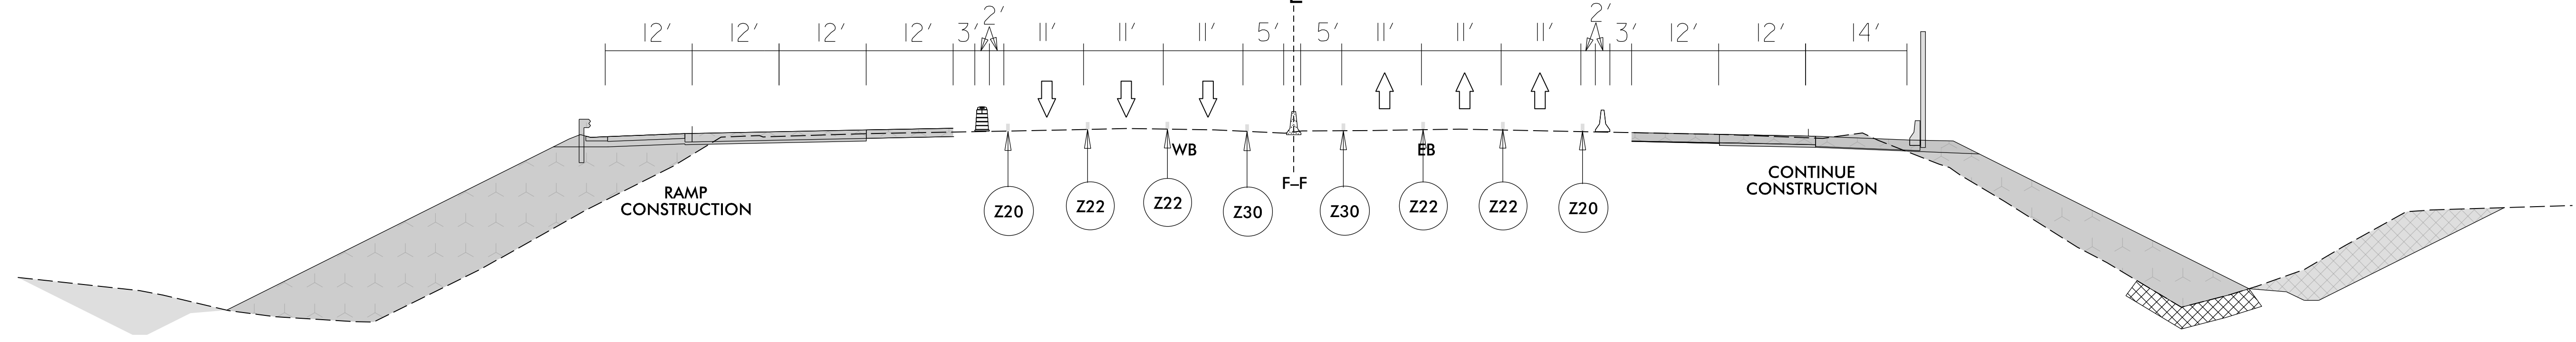 12' 12' 12' 12' 3' 2' 11' 11' 11' 5' 5' 11' 11' 11' 2' 3' 12' 12' 14'
WB EB
F–F
RAMP
CONSTRUCTION
CONTINUE
CONSTRUCTION
Z20 Z22 Z22 Z30 Z30 Z22 Z22 Z20